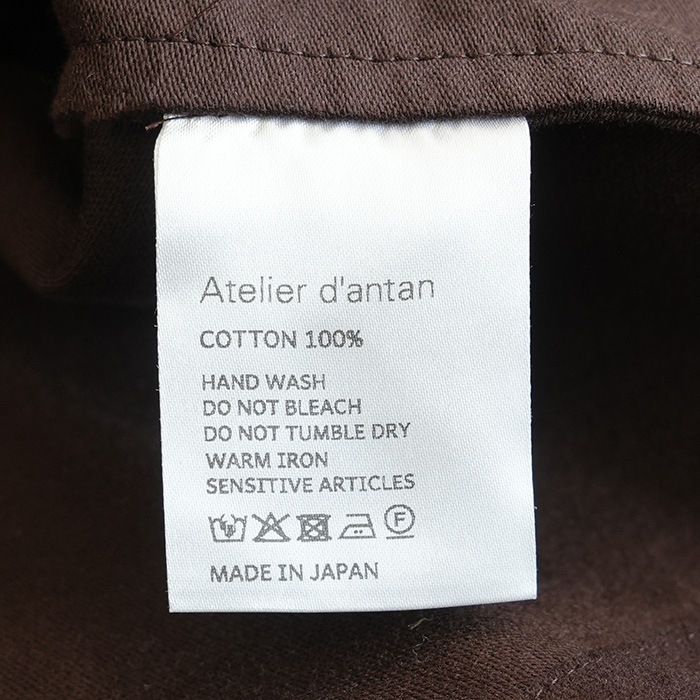 Atelier d'antan
COTTON 100%
HAND WASH
DO NOT BLEACH
DO NOT TUMBLE DRY
WARM IRON
SENSITIVE ARTICLES
F
MADE IN JAPAN